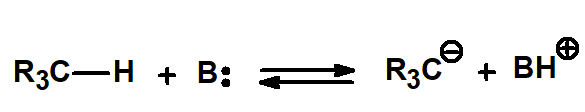 R₃C—H + B: ⇌ R₃C⊖ + BH⊕